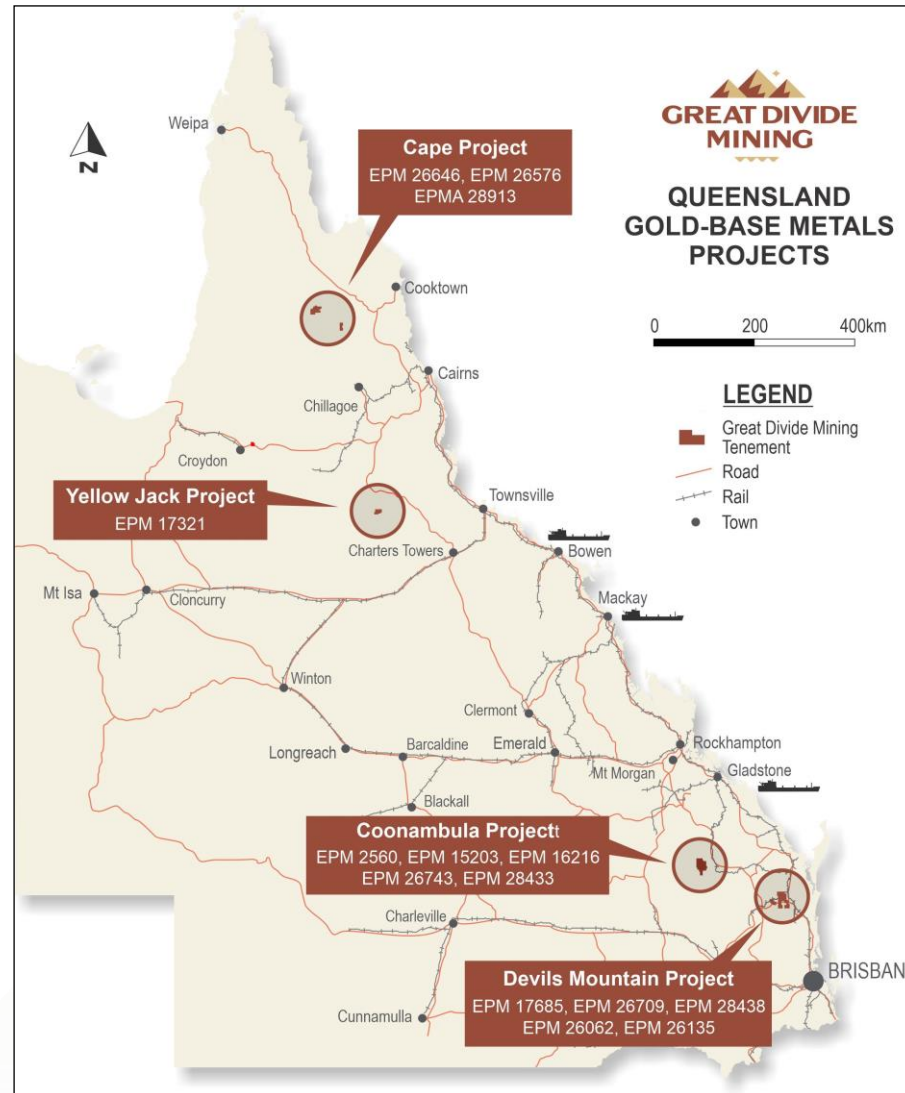 GREAT DIVIDE
MINING
QUEENSLAND
GOLD-BASE METALS
PROJECTS
0 200 400km
LEGEND
Great Divide Mining
Tenement
Road
Rail
Town
N
Weipa
Cape Project
EPM 26646, EPM 26576
EPMA 28913
Cooktown
Cairns
Chillagoe
Croydon
Yellow Jack Project
EPM 17321
Townsville
Charters Towers
Bowen
Mt Isa
Cloncurry
Mackay
Winton
Clermont
Longreach
Barcaldine
Emerald
Rockhampton
Mt Morgan
Gladstone
Blackall
Coonambula Projectt
EPM 2560, EPM 15203, EPM 16216
EPM 26743, EPM 28433
Charleville
Devils Mountain Project
EPM 17685, EPM 26709, EPM 28438
EPM 26062, EPM 26135
BRISBAN
Cunnamulla